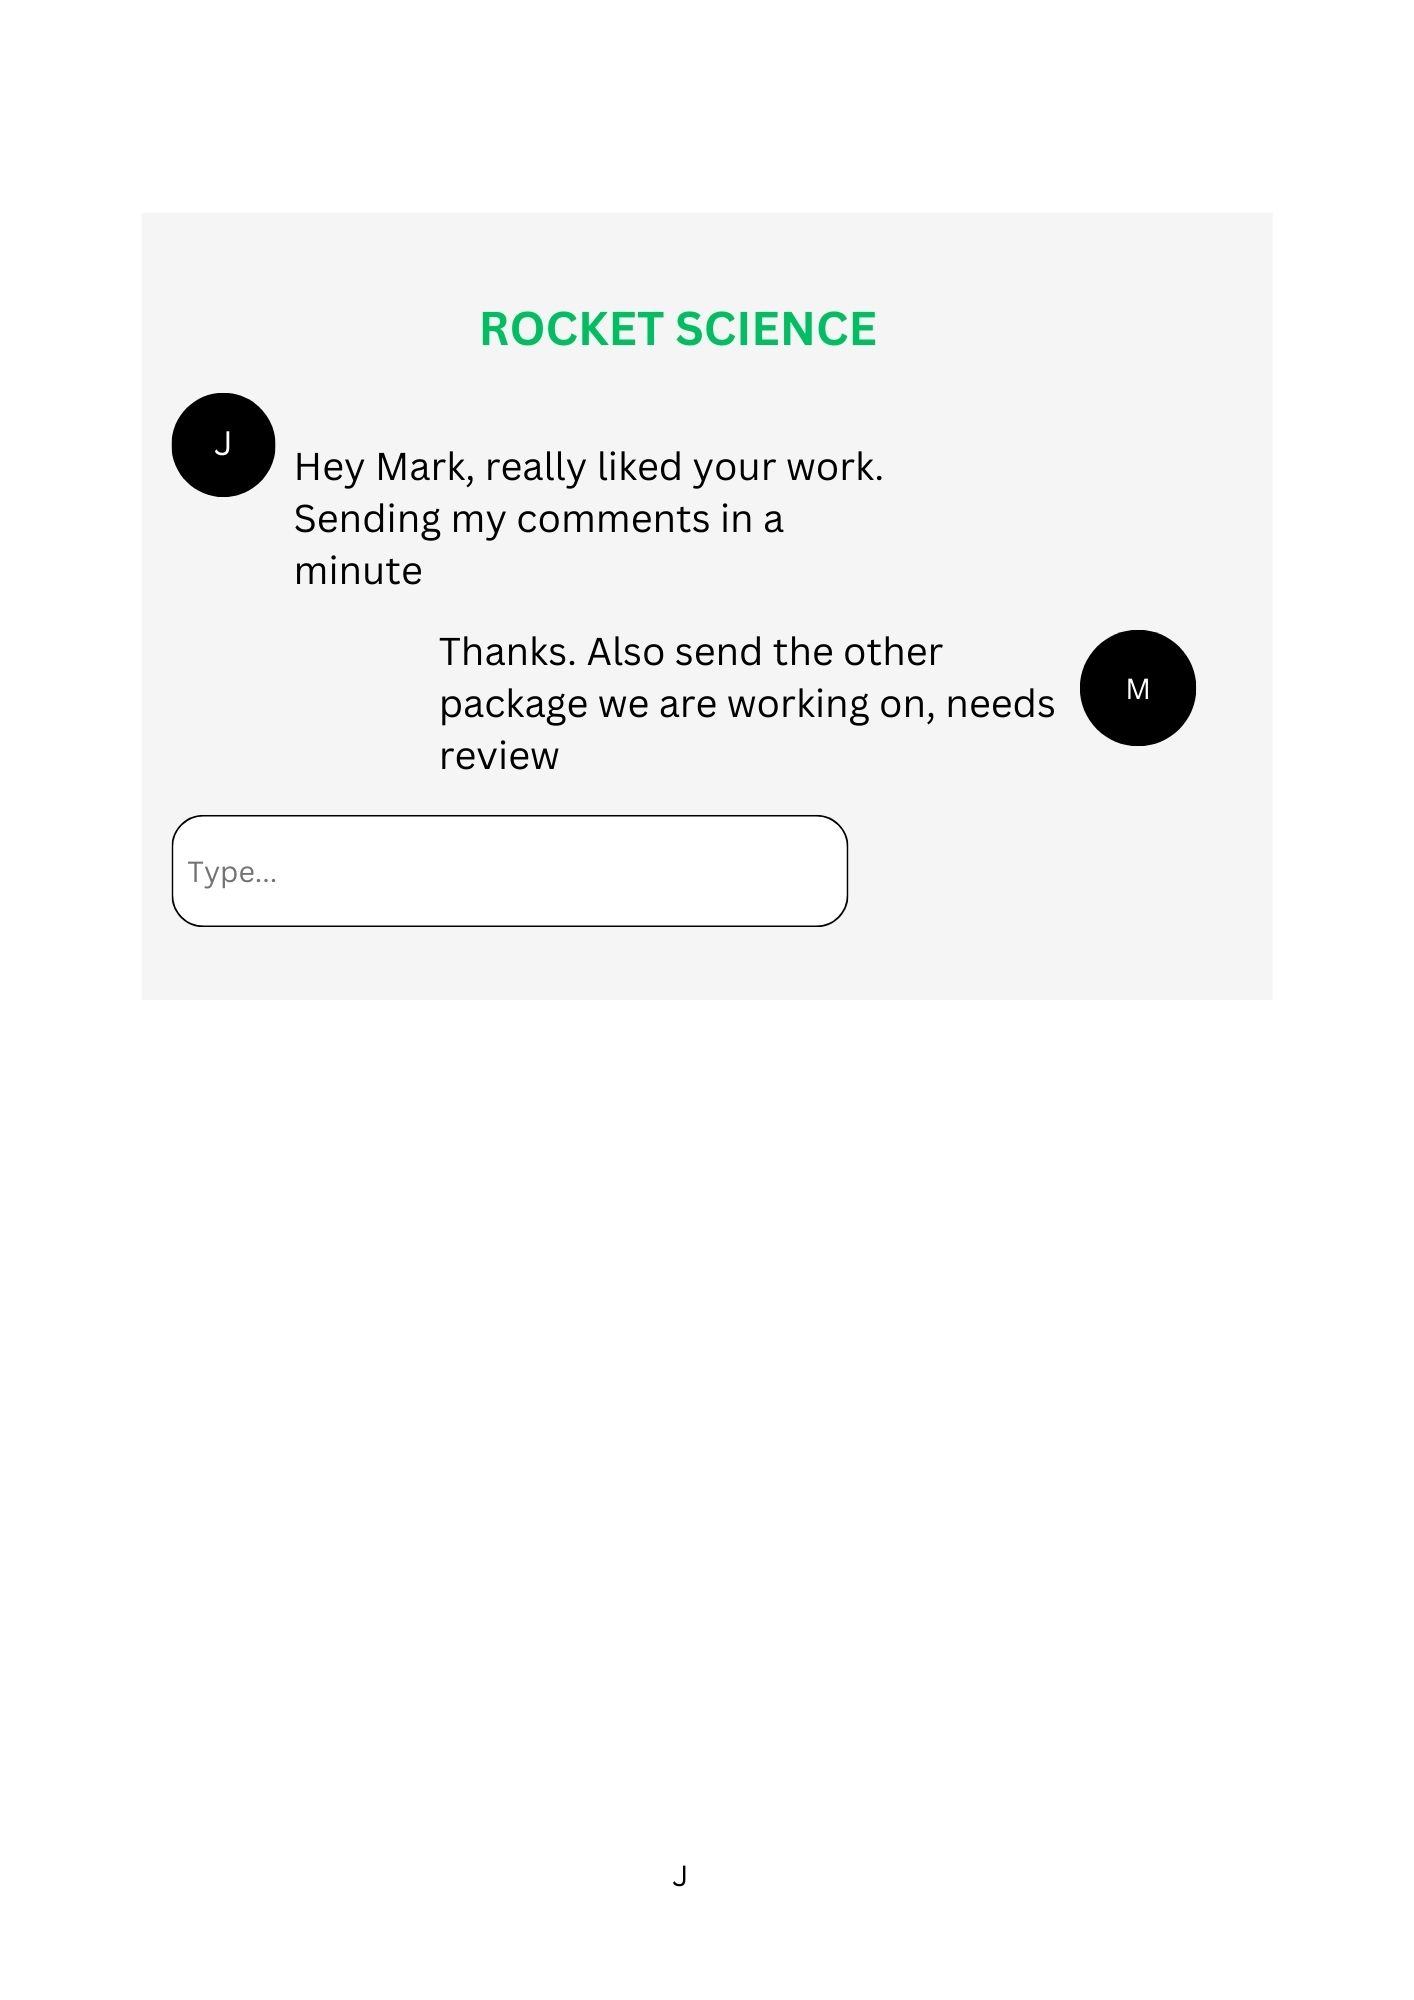 ROCKET SCIENCE
J
Hey Mark, really liked your work.
Sending my comments in a
minute
Thanks. Also send the other
package we are working on, needs
review
M
Type...
J